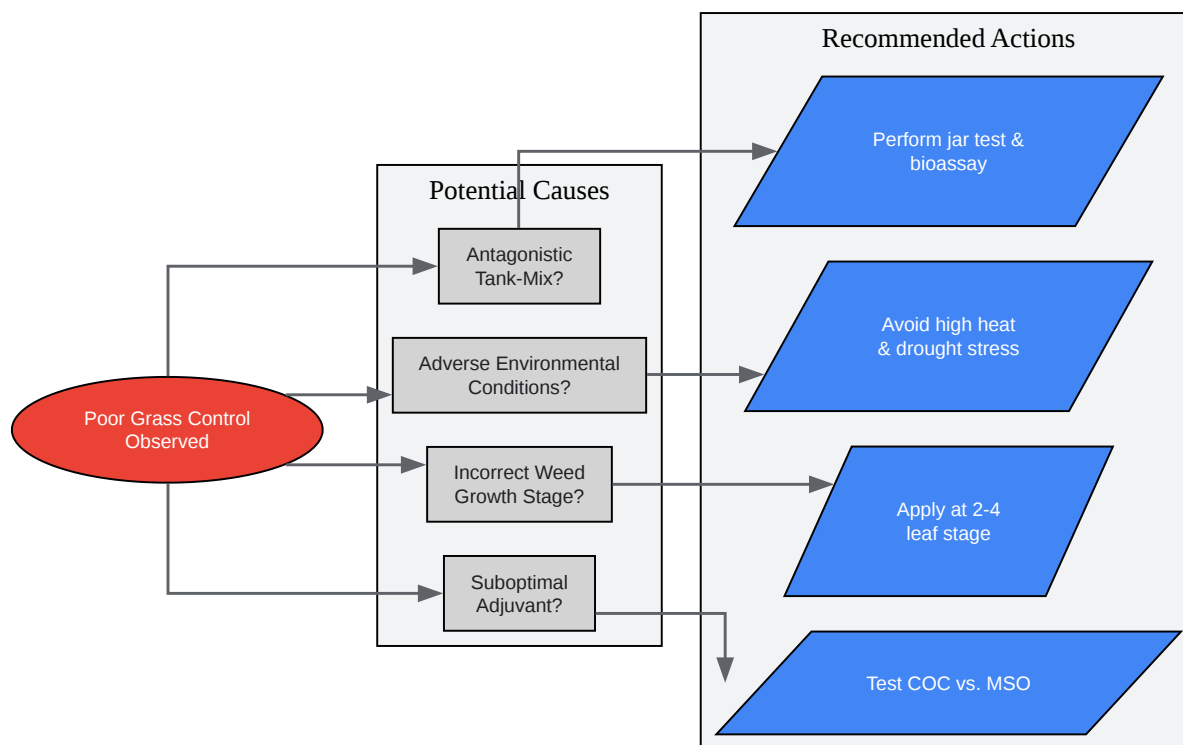 Recommended Actions
Perform jar test &
bioassay
Potential Causes
Antagonistic
Tank-Mix?
Avoid high heat
& drought stress
Adverse Environmental
Conditions?
Poor Grass Control
Observed
Incorrect Weed
Growth Stage?
Apply at 2-4
leaf stage
Suboptimal
Adjuvant?
Test COC vs. MSO